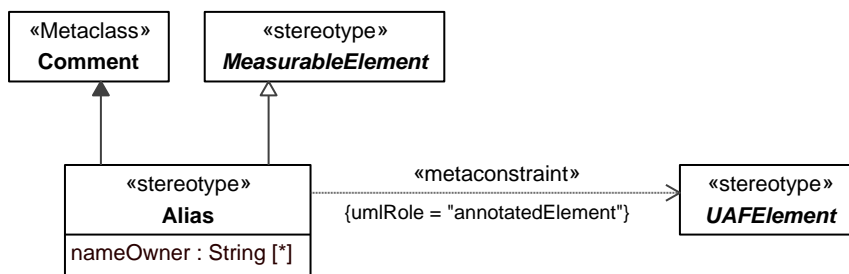 «Metaclass»
Comment
«stereotype»
MeasurableElement
«stereotype»
Alias
nameOwner : String [*]
«metaconstraint»
{umlRole = "annotatedElement"}
«stereotype»
UAFElement